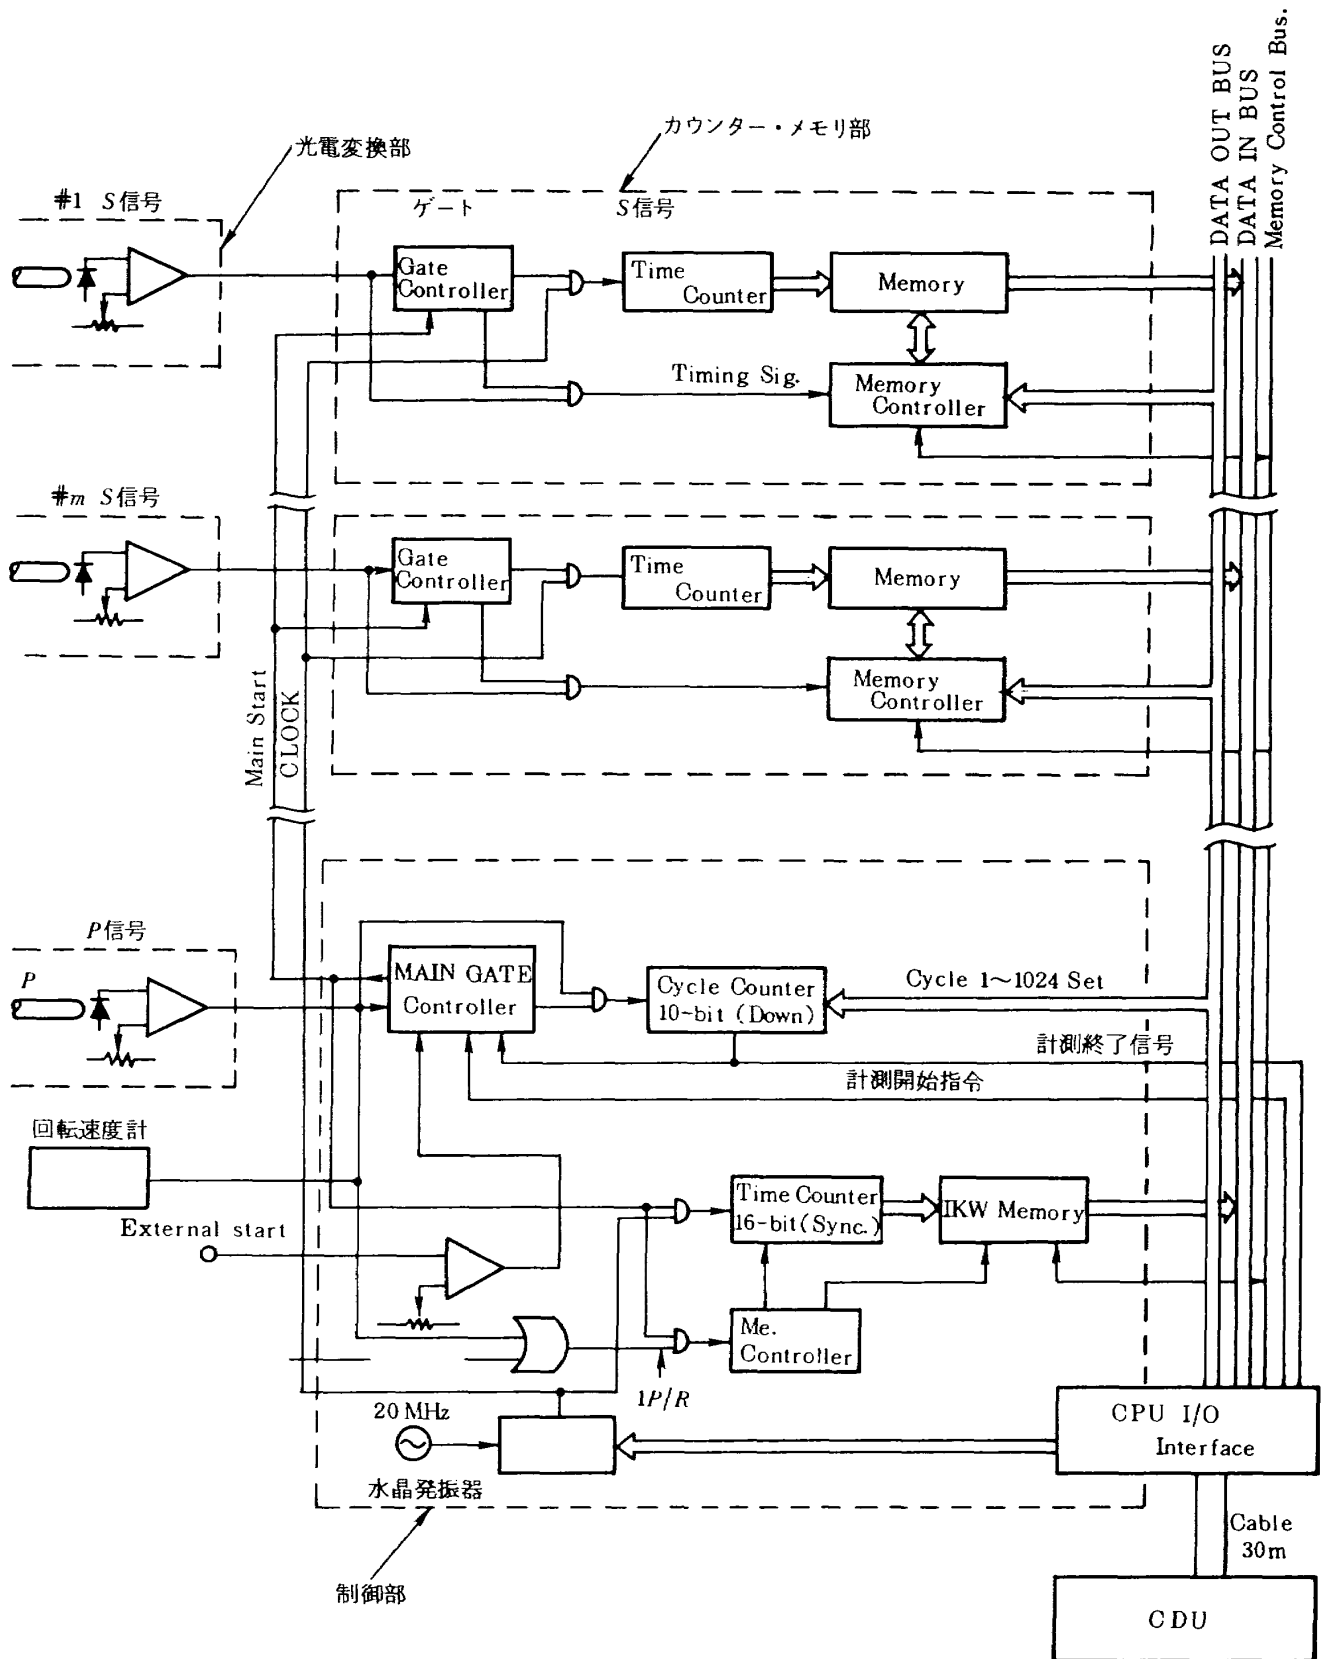 光電変換部
カウンター・メモリ部
DATA OUT BUS
DATA IN BUS
Memory Control Bus.
#1 S信号
ゲート
S信号
Gate
Controller
Time
Counter
Memory
Timing Sig.
Memory
Controller
#m S信号
Gate
Controller
Time
Counter
Memory
Memory
Controller
Main Start
CLOCK
P信号
P
MAIN GATE
Controller
Cycle Counter
10-bit (Down)
Cycle 1~1024 Set
計測終了信号
計測開始指令
回転速度計
External start
Time Counter
16-bit(Sync.)
IKW Memory
Me.
Controller
1P/R
20 MHz
水晶発振器
CPU I/O
Interface
制御部
Cable
30m
CDU